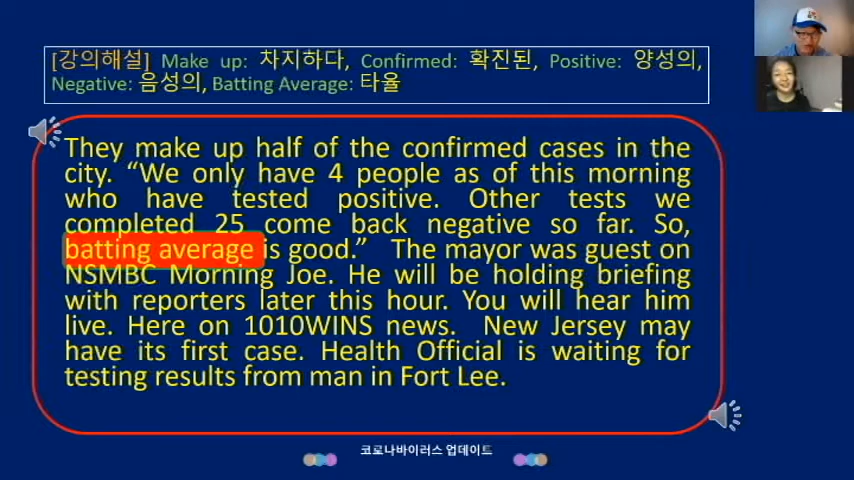 [강의해설] Make up: 차지하다, Confirmed: 확진된, Positive: 양성의,
Negative: 음성의, Batting Average: 타율
They make up half of the confirmed cases in the
city. “We only have 4 people as of this morning
who have tested positive. Other tests we
completed 25 come back negative so far. So,
batting average is good.” The mayor was guest on
NSMBC Morning Joe. He will be holding briefing
with reporters later this hour. You will hear him
live. Here on 1010WINS news. New Jersey may
have its first case. Health Official is waiting for
testing results from man in Fort Lee.
코로나바이러스 업데이트